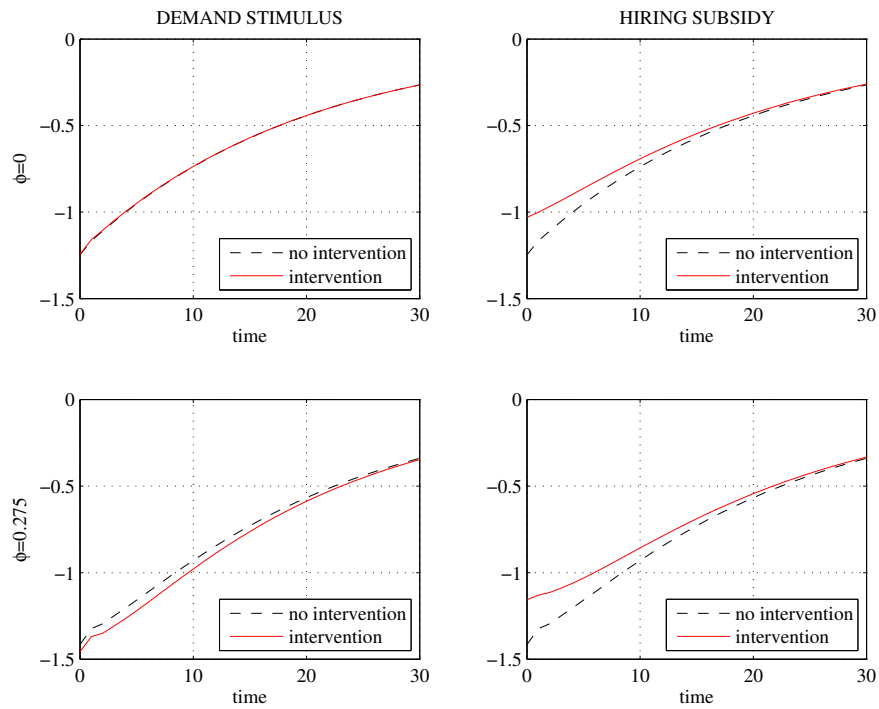 DEMAND STIMULUS
HIRING SUBSIDY
0
−0.5
−1
−1.5
φ=0
no intervention
intervention
0
10
20
30
time
0
−0.5
−1
−1.5
no intervention
intervention
0
10
20
30
time
0
−0.5
−1
−1.5
φ=0.275
no intervention
intervention
0
10
20
30
time
0
−0.5
−1
−1.5
no intervention
intervention
0
10
20
30
time